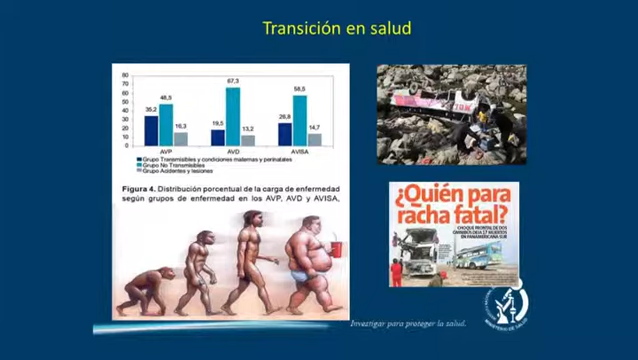 Transición en salud
80
70
60
50
40
30
20
10
0
35,2
48,5
16,3
19,5
67,3
13,2
26,8
58,5
14,7
AVP
AVD
AVISA
Grupo Transmisibles y condiciones maternas y perinatales
Grupo No Transmisibles
Grupo Accidentes y lesiones
Figura 4. Distribución porcentual de la carga de enfermedad
según grupos de enfermedad en los AVP, AVD y AVISA,
¿Quién para
racha fatal?
CHOQUE FRONTAL DE DOS
ÓMNIBUS DEJA 37 MUERTOS
EN PANAMERICANA SUR
Investigar para proteger la salud.
MINISTERIO DE SALUD